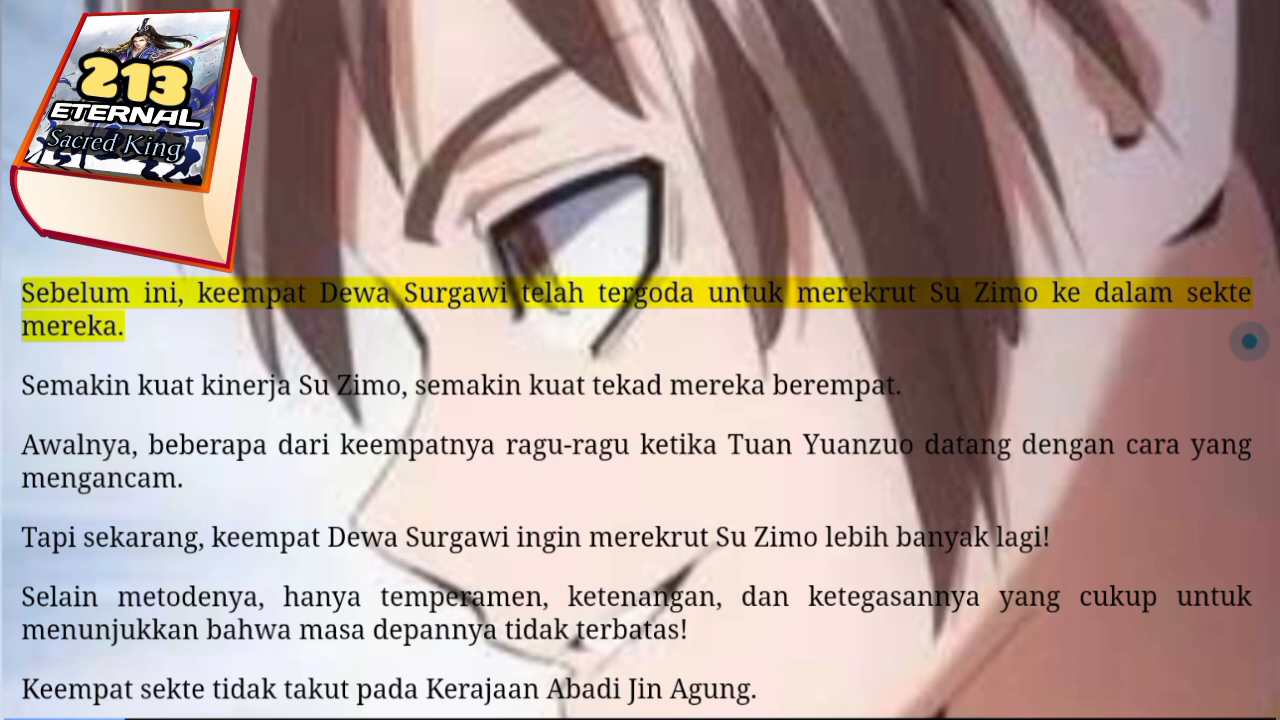 213
ETERNAL
Sacred King
Sebelum ini, keempat Dewa Surgawi telah tergoda untuk merekrut Su Zimo ke dalam sekte
mereka.
Semakin kuat kinerja Su Zimo, semakin kuat tekad mereka berempat.
Awalnya, beberapa dari keempatnya ragu-ragu ketika Tuan Yuanzuo datang dengan cara yang
mengancam.
Tapi sekarang, keempat Dewa Surgawi ingin merekrut Su Zimo lebih banyak lagi!
Selain metodenya, hanya temperamen, ketenangan, dan ketegasannya yang cukup untuk
menunjukkan bahwa masa depannya tidak terbatas!
Keempat sekte tidak takut pada Kerajaan Abadi Jin Agung.